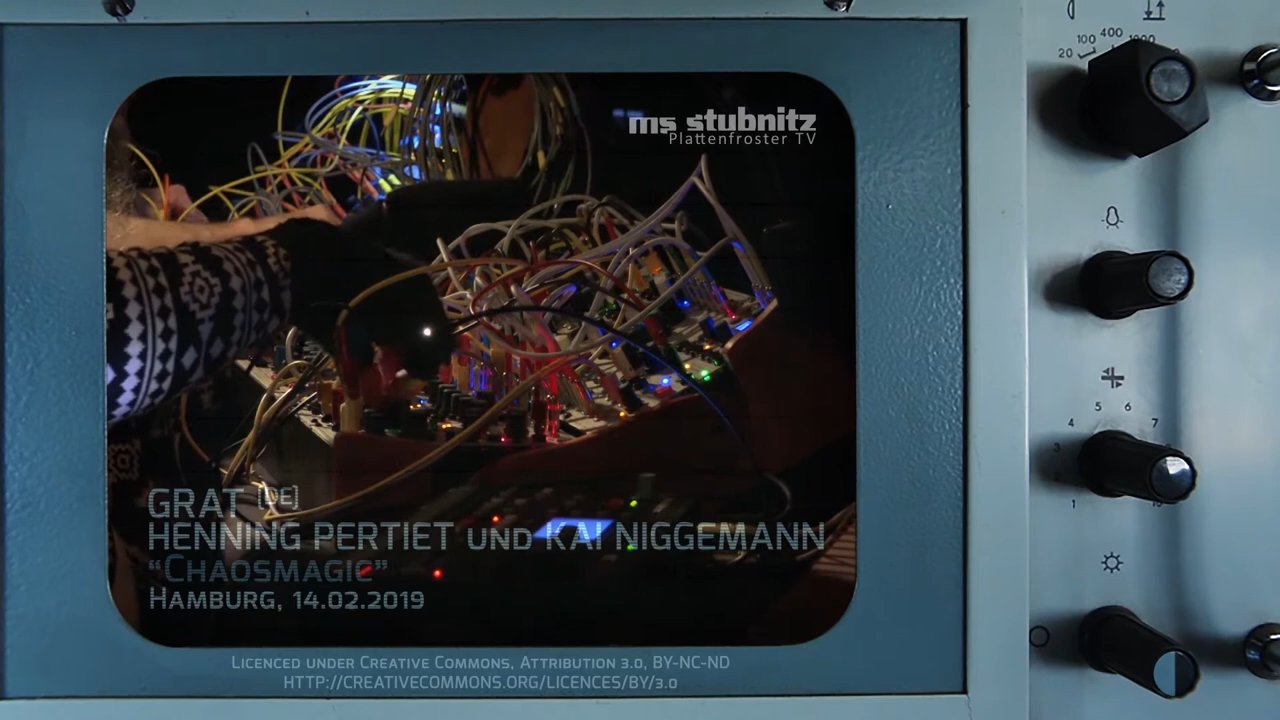 ms stubnitz
Plattenfroster TV
GRAT [DE]
HENNING PERTIET UND KAI NIGGEMANN
“CHAOSMAGIC”
HAMBURG, 14.02.2019
LICENCED UNDER CREATIVE COMMONS, ATTRIBUTION 3.0, BY-NC-ND
HTTP://CREATIVECOMMONS.ORG/LICENCES/BY/3.0
20 100 400 1000
5 6
4 7
3
1 10